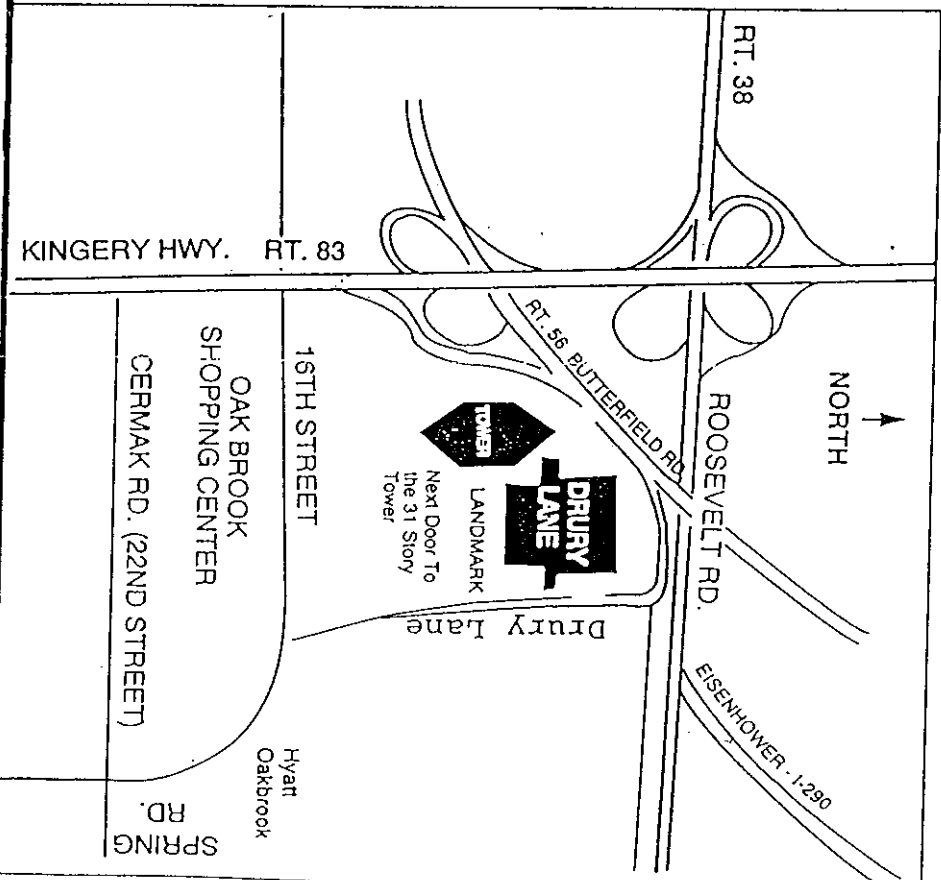 RT. 38
KINGERY HWY. RT. 83
RT. 56 BUTTERFIELD RD.
ROOSEVELT RD.
NORTH
EISENHOWER - I-290
16TH STREET
TOWER
DRURY
LANE
LANDMARK
Next Door To
the 31 Story
Tower
Drury Lane
OAK BROOK
SHOPPING CENTER
CERMAK RD. (22ND STREET)
Hyatt
Oakbrook
SPRING
RD.